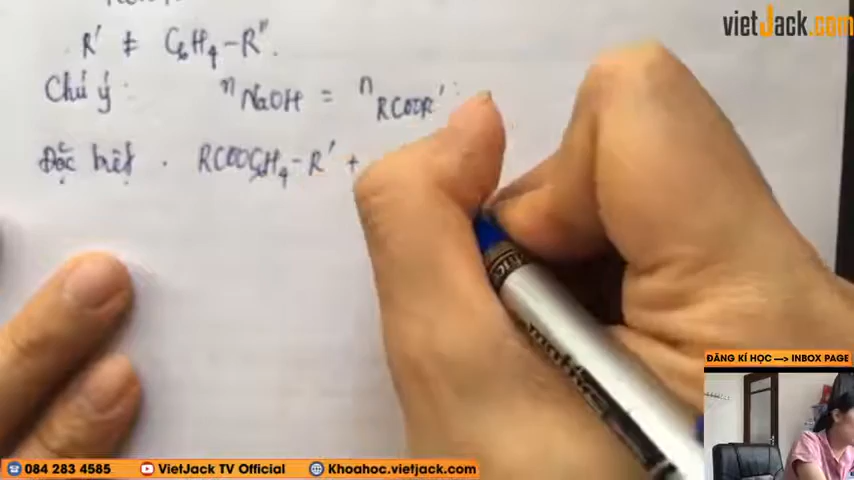 vietJack.com
R' ≠ C₆H₄-R''.
Chú ý: nNaOH = nRCOOR'
Đặc biệt . RCOOC₆H₄-R' +
ĐĂNG KÍ HỌC —> INBOX PAGE
084 283 4585 VietJack TV Official Khoahoc.vietjack.com